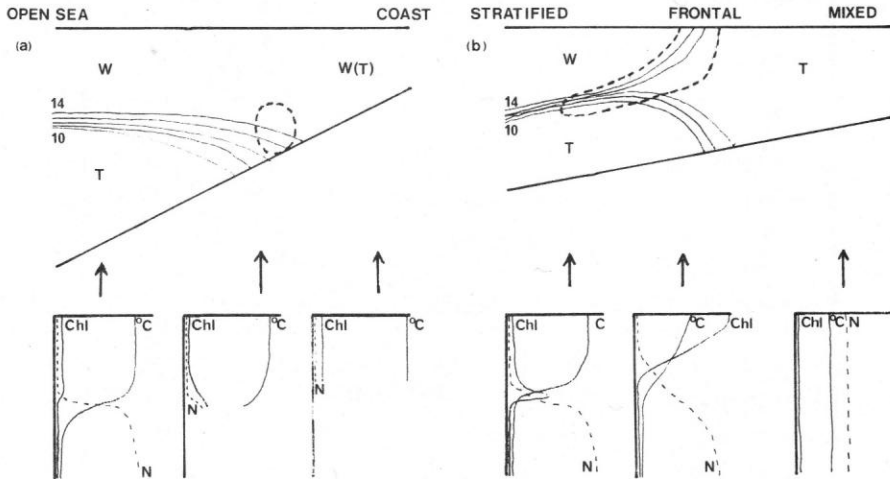 OPEN SEA COAST
(a)
W W(T)
14
10
T
Chl °C
N
Chl °C
N
Chl °C
N
STRATIFIED FRONTAL MIXED
(b)
W T
14
10
T
Chl C
N
°C Chl
N
Chl °C N